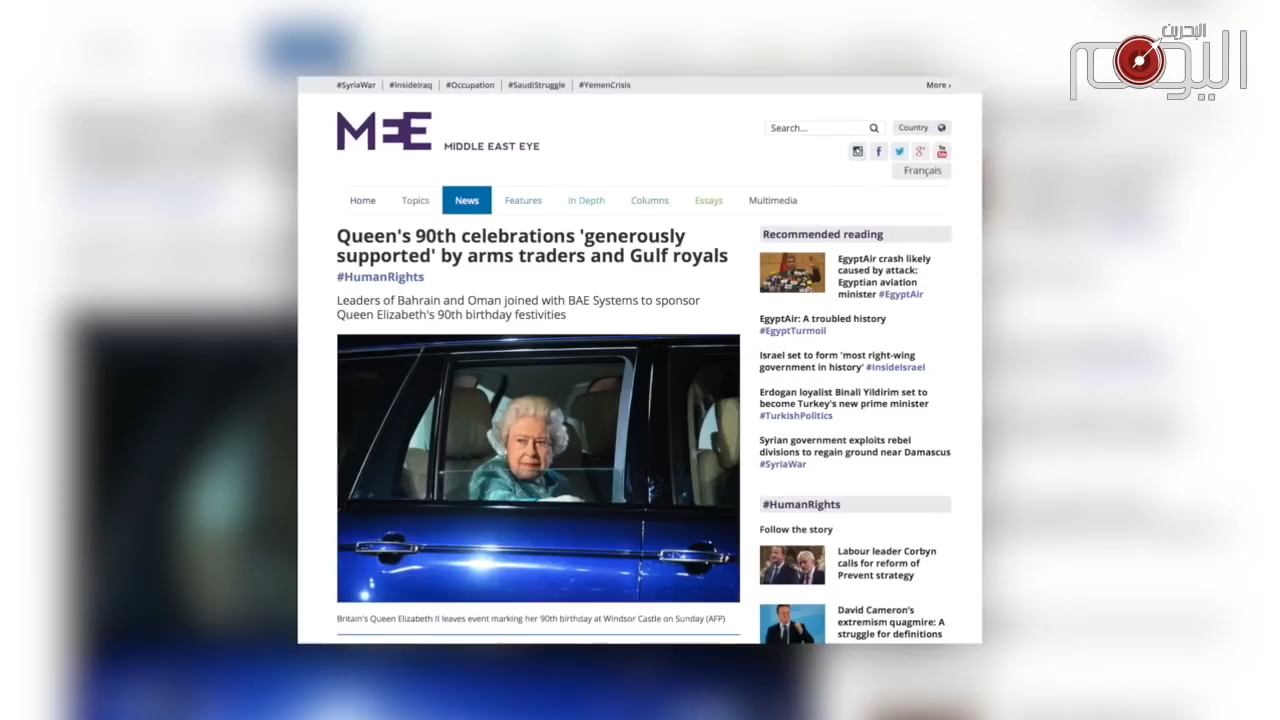 البحرين
اليوم
#SyriaWar #InsideIraq #Occupation #SaudiStruggle #YemenCrisis More ›
MEE MIDDLE EAST EYE
Search... Country
Français
Home Topics News Features In Depth Columns Essays Multimedia
Queen's 90th celebrations 'generously
supported' by arms traders and Gulf royals
#HumanRights
Leaders of Bahrain and Oman joined with BAE Systems to sponsor
Queen Elizabeth's 90th birthday festivities
Britain's Queen Elizabeth II leaves event marking her 90th birthday at Windsor Castle on Sunday (AFP)
Recommended reading
EgyptAir crash likely
caused by attack:
Egyptian aviation
minister #EgyptAir
EgyptAir: A troubled history
#EgyptTurmoil
Israel set to form 'most right-wing
government in history' #InsideIsrael
Erdogan loyalist Binali Yildirim set to
become Turkey's new prime minister
#TurkishPolitics
Syrian government exploits rebel
divisions to regain ground near Damascus
#SyriaWar
#HumanRights
Follow the story
Labour leader Corbyn
calls for reform of
Prevent strategy
David Cameron's
extremism quagmire: A
struggle for definitions